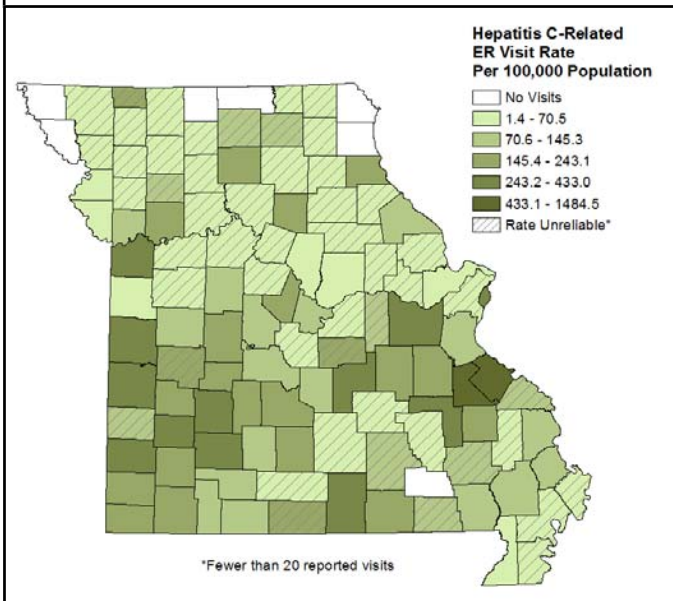 Hepatitis C-Related
ER Visit Rate
Per 100,000 Population
No Visits
1.4 - 70.5
70.6 - 145.3
145.4 - 243.1
243.2 - 433.0
433.1 - 1484.5
Rate Unreliable*
*Fewer than 20 reported visits